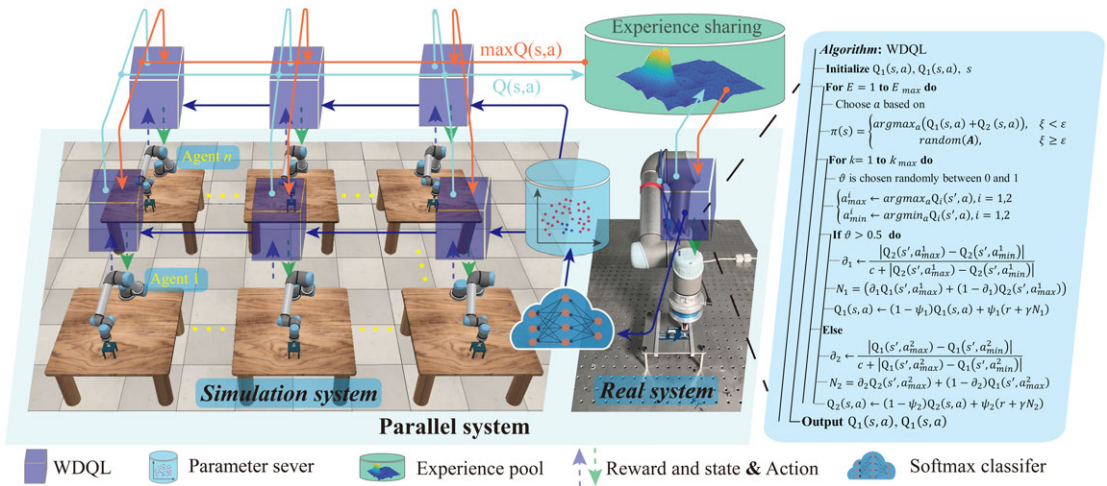 Experience sharing
maxQ(s,a)
Q(s,a)
Agent n
Agent 1
Simulation system
Real system
Parallel system
Algorithm: WDQL
Initialize Q₁(s,a), Q₁(s,a), s
For E = 1 to E max do
Choose a based on
π(s) = {argmaxₐ(Q₁(s,a) + Q₂ (s,a)), ξ < ε
random(A), ξ ≥ ε
For k= 1 to k max do
ϑ is chosen randomly between 0 and 1
{aⁱmax ← argmaxₐQᵢ(s′,a), i = 1,2
aⁱmin ← argminₐQᵢ(s′,a), i = 1,2
If ϑ > 0.5 do
∂₁ ← |Q₂(s′,a¹max) − Q₂(s′,a¹min)| / c + |Q₂(s′,a¹max) − Q₂(s′,a¹min)|
N₁ = (∂₁Q₁(s′,a¹max) + (1 − ∂₁)Q₂(s′,a¹max))
Q₁(s,a) ← (1 − ψ₁)Q₁(s,a) + ψ₁(r + γN₁)
Else
∂₂ ← |Q₁(s′,a²max) − Q₁(s′,a²min)| / c + |Q₁(s′,a²max) − Q₁(s′,a²min)|
N₂ = ∂₂Q₂(s′,a²max) + (1 − ∂₂)Q₁(s′,a²max)
Q₂(s,a) ← (1 − ψ₂)Q₂(s,a) + ψ₂(r + γN₂)
Output Q₁(s,a), Q₁(s,a)
WDQL
Parameter sever
Experience pool
Reward and state & Action
Softmax classifer